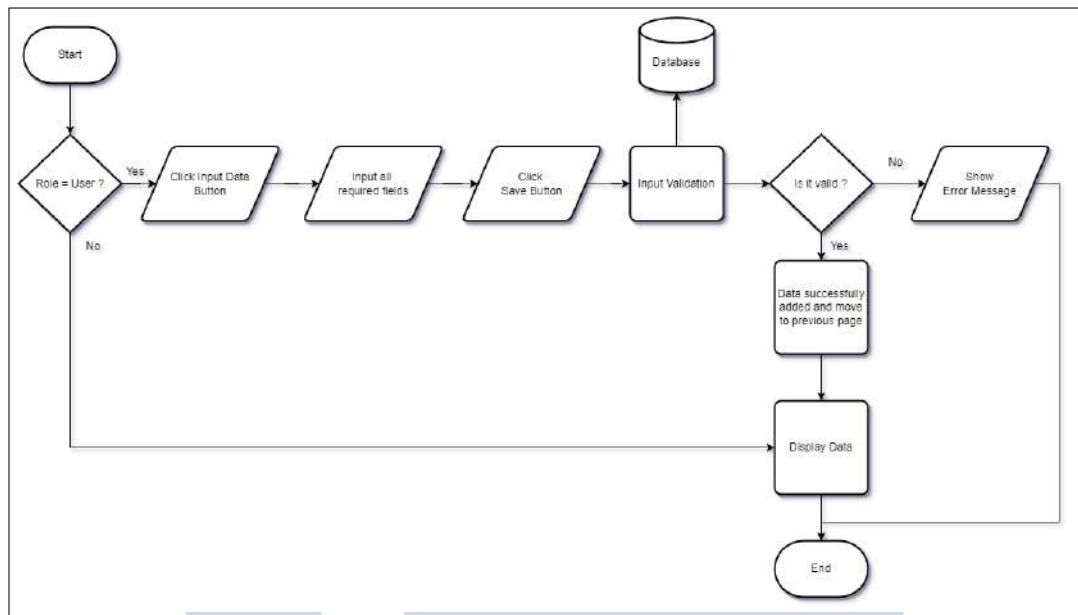 Start
Database
Role = User ?
Yes
Click Input Data
Button
Input all
required fields
Click
Save Button
Input Validation
Is it valid ?
No
Show
Error Message
No
Yes
Data successfully
added and move
to previous page
Display Data
End